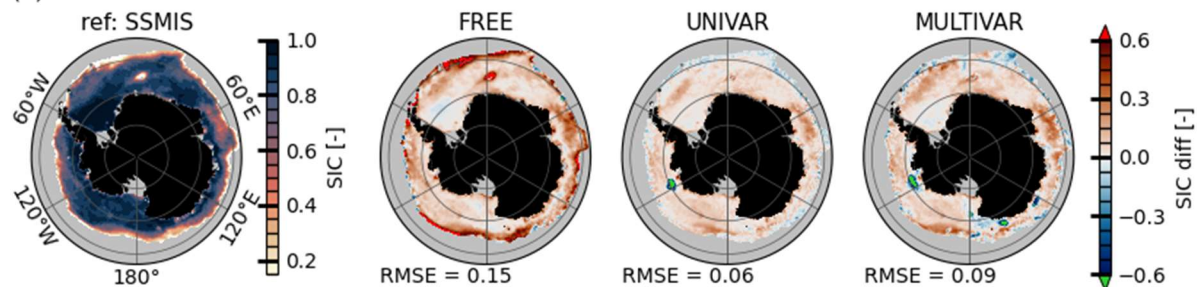 ref: SSMIS
FREE
UNIVAR
MULTIVAR
60°W
60°E
120°W
120°E
180°
1.0
0.8
0.6
0.4
0.2
SIC [-]
0.6
0.3
0.0
−0.3
−0.6
SIC diff [-]
RMSE = 0.15
RMSE = 0.06
RMSE = 0.09